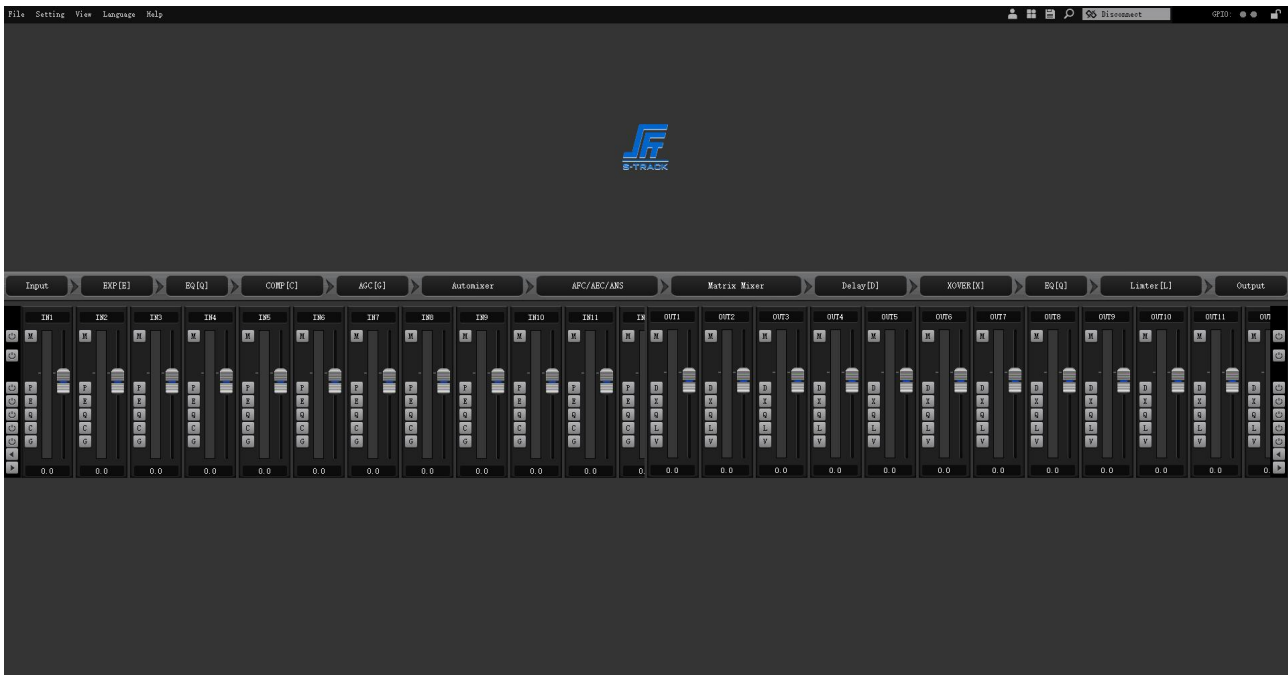 File Setting View Language Help Disconnect GPIO:
S-TRACK
Input EXP[E] EQ[Q] COMP[C] AGC[G] Automixer AFC/AEC/ANS Matrix Mixer Delay[D] XOVER[X] EQ[Q] Limter[L] Output
IN1 IN2 IN3 IN4 IN5 IN6 IN7 IN8 IN9 IN10 IN11 IN OUT1 OUT2 OUT3 OUT4 OUT5 OUT6 OUT7 OUT8 OUT9 OUT10 OUT11 OUT
M M M M M M M M M M M M M M M M M M M M M M M
P P P P P P P P P P P P D D D D D D D D D D D D
E E E E E E E E E E E E X X X X X X X X X X X X
Q Q Q Q Q Q Q Q Q Q Q Q Q Q Q Q Q Q Q Q Q Q Q Q
C C C C C C C C C C C C L L L L L L L L L L L L
G G G G G G G G G G G G V V V V V V V V V V V V
0.0 0.0 0.0 0.0 0.0 0.0 0.0 0.0 0.0 0.0 0.0 0. 0.0 0.0 0.0 0.0 0.0 0.0 0.0 0.0 0.0 0.0 0.0 0.